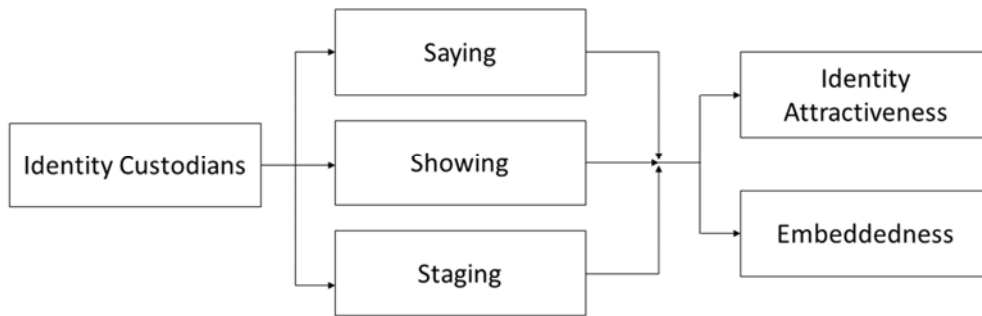 Identity Custodians
Saying
Showing
Staging
Identity
Attractiveness
Embeddedness